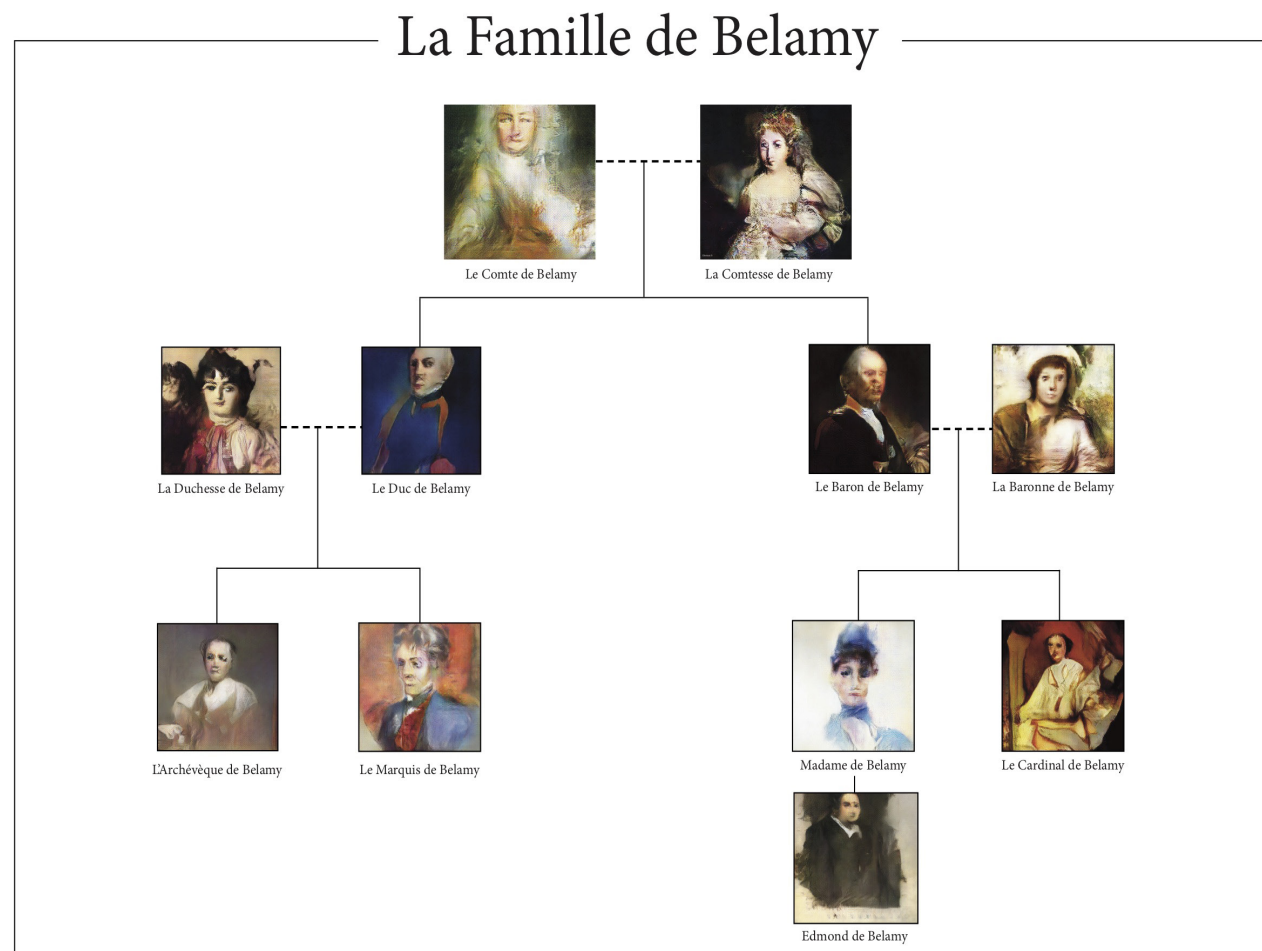 La Famille de Belamy
Le Comte de Belamy
La Comtesse de Belamy
La Duchesse de Belamy
Le Duc de Belamy
Le Baron de Belamy
La Baronne de Belamy
L'Archévèque de Belamy
Le Marquis de Belamy
Madame de Belamy
Le Cardinal de Belamy
Edmond de Belamy